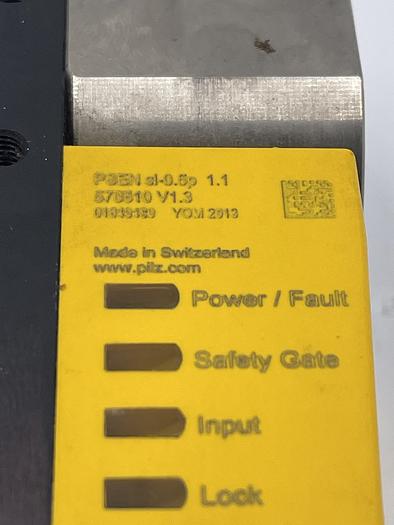 PSEN sl-0.5p 1.1
570510 V1.3
YOM 2013
Made in Switzerland
www.pilz.com
Power / Fault
Safety Gate
Input
Lock